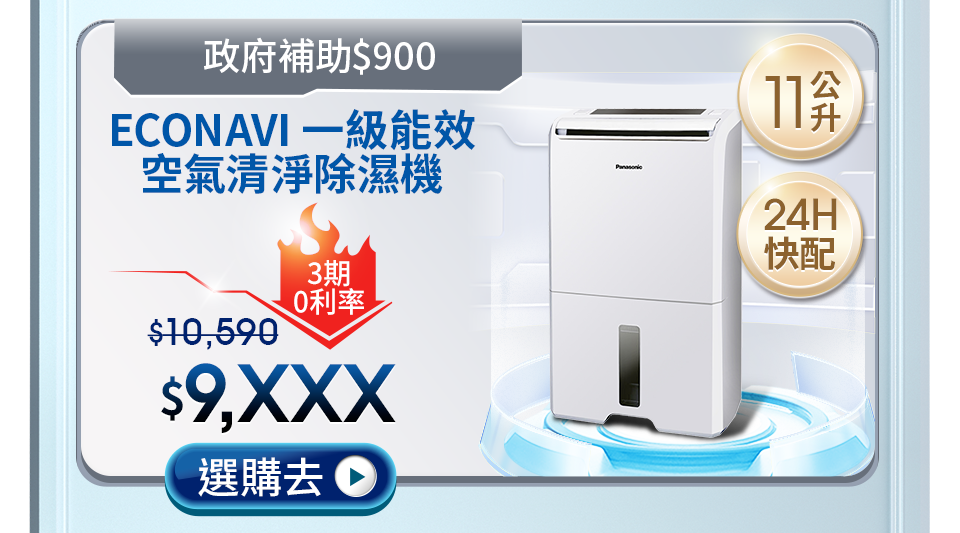 政府補助$900
ECONAVI 一級能效
空氣清淨除濕機
3期
0利率
$10,590
$9,XXX
選購去
Panasonic
11公升
24H
快配